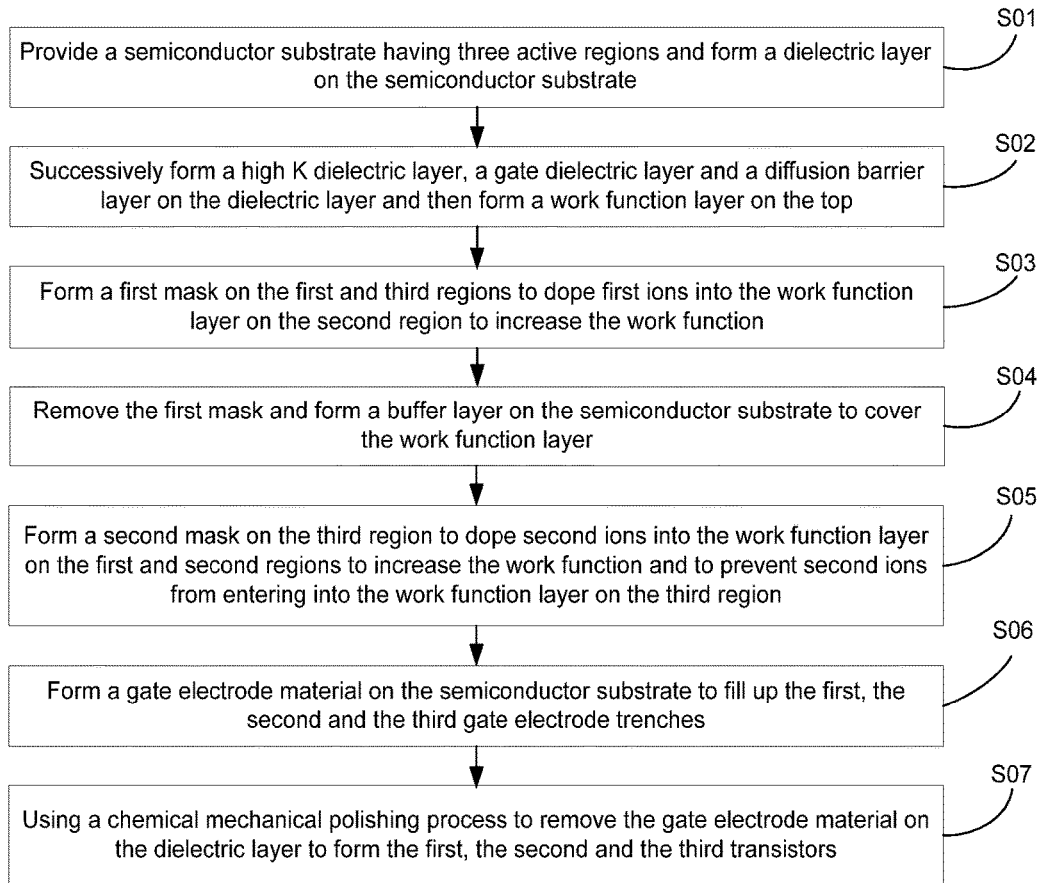 S01
Provide a semiconductor substrate having three active regions and form a dielectric layer
on the semiconductor substrate
S02
Successively form a high K dielectric layer, a gate dielectric layer and a diffusion barrier
layer on the dielectric layer and then form a work function layer on the top
S03
Form a first mask on the first and third regions to dope first ions into the work function
layer on the second region to increase the work function
S04
Remove the first mask and form a buffer layer on the semiconductor substrate to cover
the work function layer
S05
Form a second mask on the third region to dope second ions into the work function layer
on the first and second regions to increase the work function and to prevent second ions
from entering into the work function layer on the third region
S06
Form a gate electrode material on the semiconductor substrate to fill up the first, the
second and the third gate electrode trenches
S07
Using a chemical mechanical polishing process to remove the gate electrode material on
the dielectric layer to form the first, the second and the third transistors